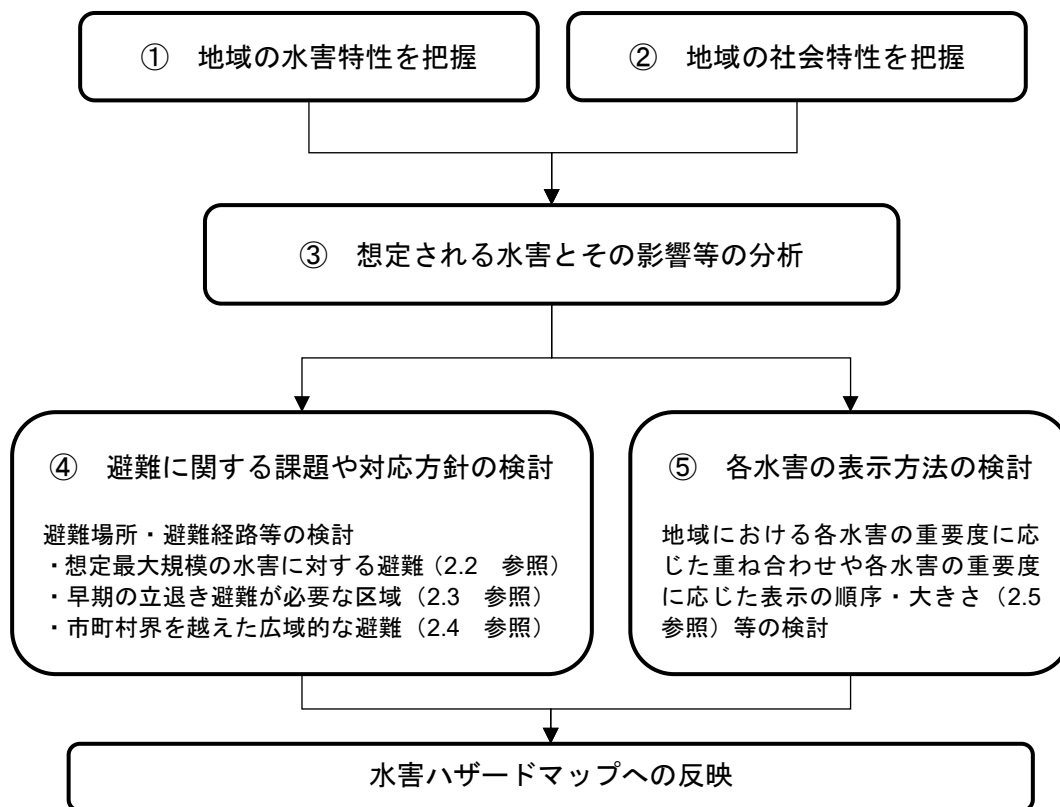 ① 地域の水害特性を把握
② 地域の社会特性を把握
③ 想定される水害とその影響等の分析
④ 避難に関する課題や対応方針の検討
避難場所・避難経路等の検討
・想定最大規模の水害に対する避難（2.2 参照）
・早期の立退き避難が必要な区域（2.3 参照）
・市町村界を越えた広域的な避難（2.4 参照）
⑤ 各水害の表示方法の検討
地域における各水害の重要度に応
じた重ね合わせや各水害の重要度
に応じた表示の順序・大きさ（2.5
参照）等の検討
水害ハザードマップへの反映